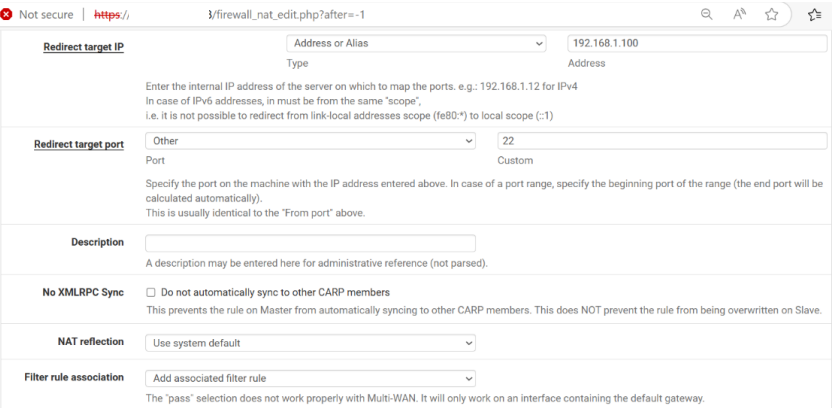 Not secure | https:// 3/firewall_nat_edit.php?after=-1
Redirect target IP
Address or Alias
192.168.1.100
Type
Address
Enter the internal IP address of the server on which to map the ports. e.g.: 192.168.1.12 for IPv4
In case of IPv6 addresses, in must be from the same "scope",
i.e. it is not possible to redirect from link-local addresses scope (fe80:*) to local scope (::1)
Redirect target port
Other
22
Port
Custom
Specify the port on the machine with the IP address entered above. In case of a port range, specify the beginning port of the range (the end port will be
calculated automatically).
This is usually identical to the "From port" above.
Description
A description may be entered here for administrative reference (not parsed).
No XMLRPC Sync
Do not automatically sync to other CARP members
This prevents the rule on Master from automatically syncing to other CARP members. This does NOT prevent the rule from being overwritten on Slave.
NAT reflection
Use system default
Filter rule association
Add associated filter rule
The "pass" selection does not work properly with Multi-WAN. It will only work on an interface containing the default gateway.